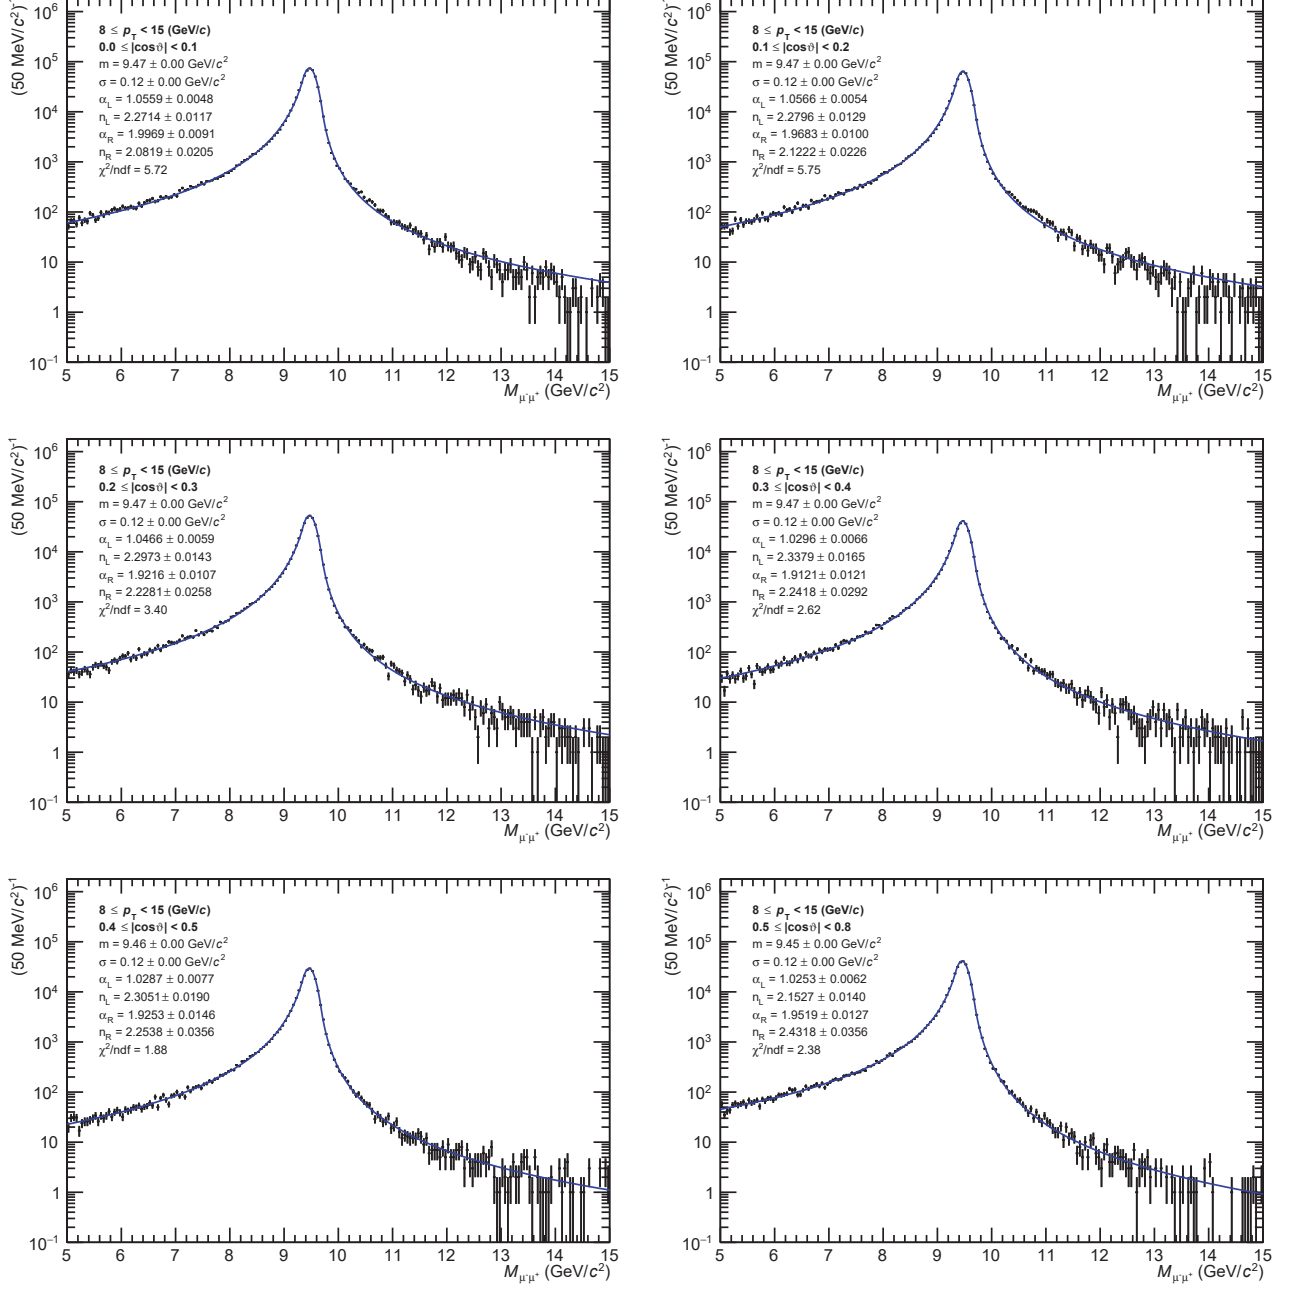 (50 MeV/c²)⁻¹
10⁶
10⁵
10⁴
10³
10²
10
1
10⁻¹
8 ≤ p_T < 15 (GeV/c)
0.0 ≤ |cosϑ| < 0.1
m = 9.47 ± 0.00 GeV/c²
σ = 0.12 ± 0.00 GeV/c²
α_L = 1.0559 ± 0.0048
n_L = 2.2714 ± 0.0117
α_R = 1.9969 ± 0.0091
n_R = 2.0819 ± 0.0205
χ²/ndf = 5.72
5 6 7 8 9 10 11 12 13 14 15
M_μ⁻μ⁺ (GeV/c²)
(50 MeV/c²)⁻¹
10⁶
10⁵
10⁴
10³
10²
10
1
10⁻¹
8 ≤ p_T < 15 (GeV/c)
0.1 ≤ |cosϑ| < 0.2
m = 9.47 ± 0.00 GeV/c²
σ = 0.12 ± 0.00 GeV/c²
α_L = 1.0566 ± 0.0054
n_L = 2.2796 ± 0.0129
α_R = 1.9683 ± 0.0100
n_R = 2.1222 ± 0.0226
χ²/ndf = 5.75
5 6 7 8 9 10 11 12 13 14 15
M_μ⁻μ⁺ (GeV/c²)
(50 MeV/c²)⁻¹
10⁶
10⁵
10⁴
10³
10²
10
1
10⁻¹
8 ≤ p_T < 15 (GeV/c)
0.2 ≤ |cosϑ| < 0.3
m = 9.47 ± 0.00 GeV/c²
σ = 0.12 ± 0.00 GeV/c²
α_L = 1.0466 ± 0.0059
n_L = 2.2973 ± 0.0143
α_R = 1.9216 ± 0.0107
n_R = 2.2281 ± 0.0258
χ²/ndf = 3.40
5 6 7 8 9 10 11 12 13 14 15
M_μ⁻μ⁺ (GeV/c²)
(50 MeV/c²)⁻¹
10⁶
10⁵
10⁴
10³
10²
10
1
10⁻¹
8 ≤ p_T < 15 (GeV/c)
0.3 ≤ |cosϑ| < 0.4
m = 9.47 ± 0.00 GeV/c²
σ = 0.12 ± 0.00 GeV/c²
α_L = 1.0296 ± 0.0066
n_L = 2.3379 ± 0.0165
α_R = 1.9121 ± 0.0121
n_R = 2.2418 ± 0.0292
χ²/ndf = 2.62
5 6 7 8 9 10 11 12 13 14 15
M_μ⁻μ⁺ (GeV/c²)
(50 MeV/c²)⁻¹
10⁶
10⁵
10⁴
10³
10²
10
1
10⁻¹
8 ≤ p_T < 15 (GeV/c)
0.4 ≤ |cosϑ| < 0.5
m = 9.46 ± 0.00 GeV/c²
σ = 0.12 ± 0.00 GeV/c²
α_L = 1.0287 ± 0.0077
n_L = 2.3051 ± 0.0190
α_R = 1.9253 ± 0.0146
n_R = 2.2538 ± 0.0356
χ²/ndf = 1.88
5 6 7 8 9 10 11 12 13 14 15
M_μ⁻μ⁺ (GeV/c²)
(50 MeV/c²)⁻¹
10⁶
10⁵
10⁴
10³
10²
10
1
10⁻¹
8 ≤ p_T < 15 (GeV/c)
0.5 ≤ |cosϑ| < 0.8
m = 9.45 ± 0.00 GeV/c²
σ = 0.12 ± 0.00 GeV/c²
α_L = 1.0253 ± 0.0062
n_L = 2.1527 ± 0.0140
α_R = 1.9519 ± 0.0127
n_R = 2.4318 ± 0.0356
χ²/ndf = 2.38
5 6 7 8 9 10 11 12 13 14 15
M_μ⁻μ⁺ (GeV/c²)